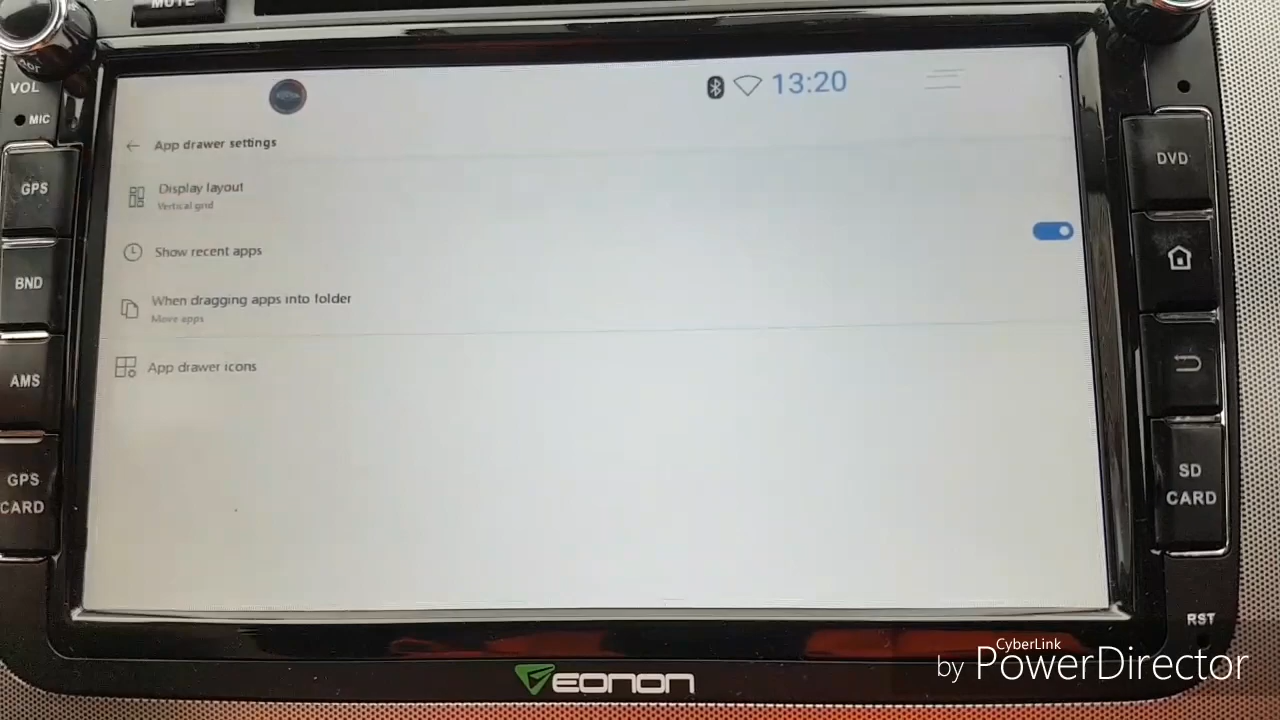 MUTE
VOL
MIC
GPS
BND
AMS
GPS
CARD
13:20
App drawer settings
Display layout
Vertical grid
Show recent apps
When dragging apps into folder
Move apps
App drawer icons
DVD
SD
CARD
RST
eonon
CyberLink
by PowerDirector